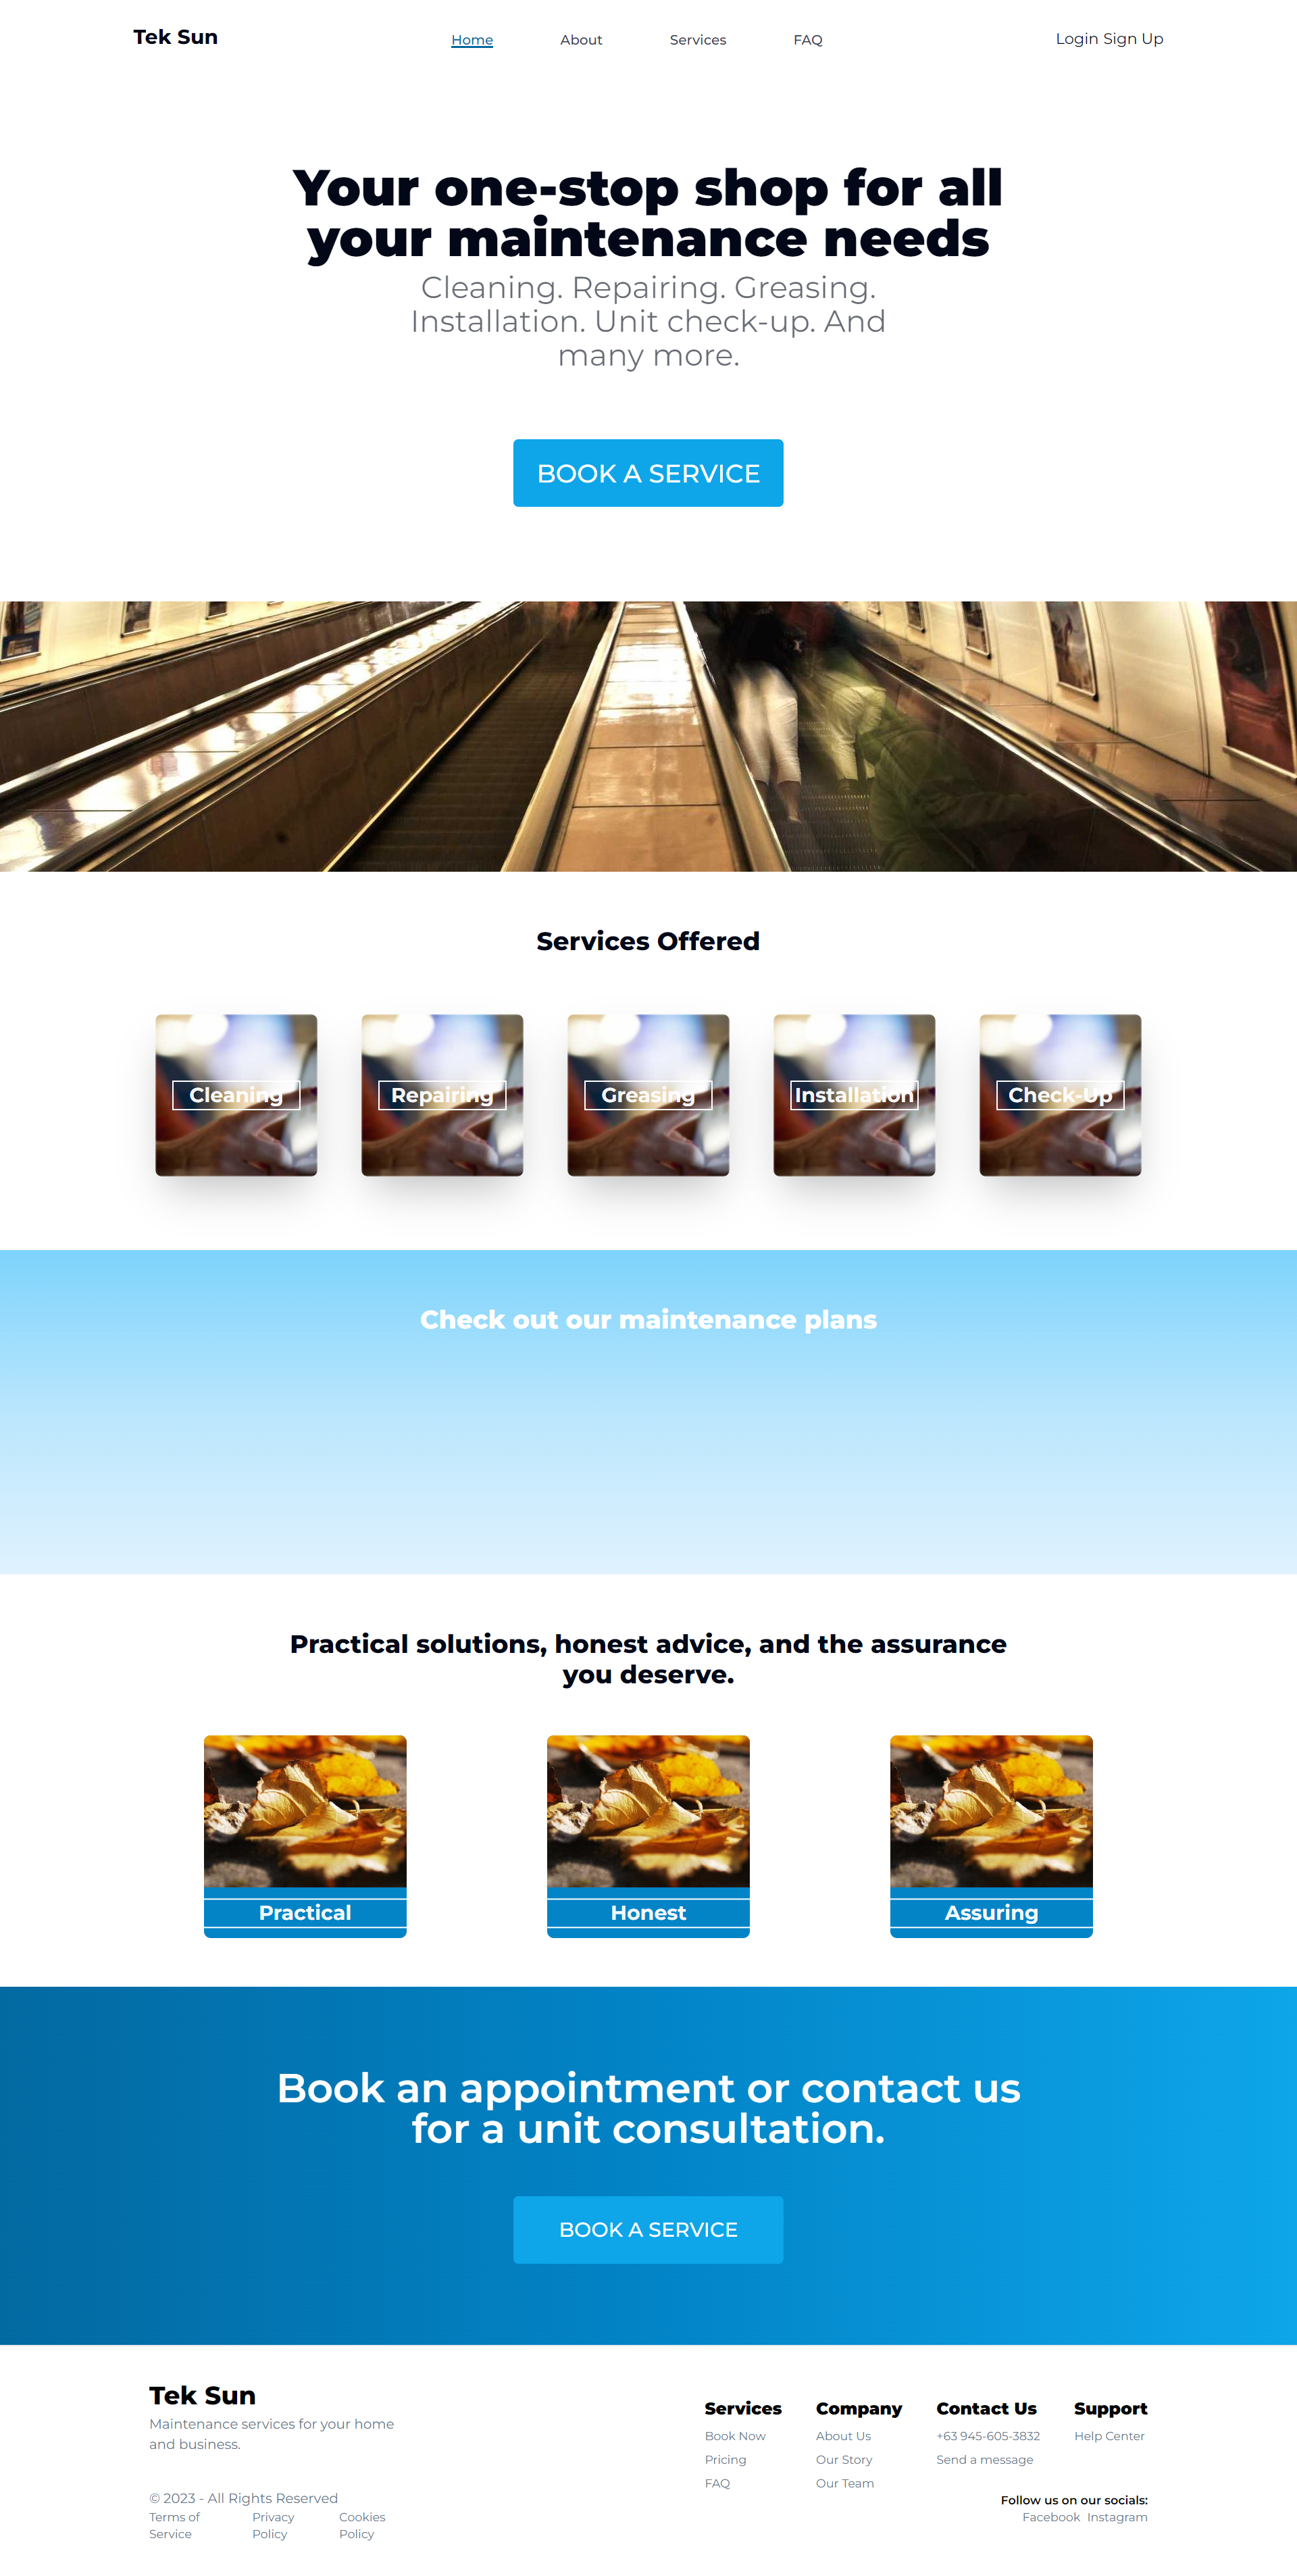 Tek Sun
Home
About
Services
FAQ
Login Sign Up
Your one-stop shop for all
your maintenance needs
Cleaning. Repairing. Greasing.
Installation. Unit check-up. And
many more.
BOOK A SERVICE
Services Offered
Cleaning
Repairing
Greasing
Installation
Check-Up
Check out our maintenance plans
Practical solutions, honest advice, and the assurance
you deserve.
Practical
Honest
Assuring
Book an appointment or contact us
for a unit consultation.
BOOK A SERVICE
Tek Sun
Maintenance services for your home
and business.
© 2023 - All Rights Reserved
Terms of
Service
Privacy
Policy
Cookies
Policy
Services
Book Now
Pricing
FAQ
Company
About Us
Our Story
Our Team
Contact Us
+63 945-605-3832
Send a message
Support
Help Center
Follow us on our socials:
Facebook Instagram